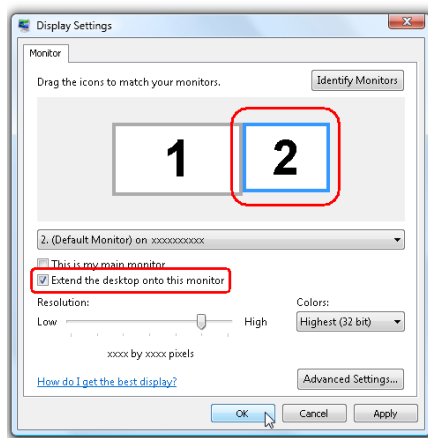 Display Settings
Monitor
Drag the icons to match your monitors.
Identify Monitors
1
2
2. (Default Monitor) on xxxxxxxxxx
This is my main monitor
Extend the desktop onto this monitor
Resolution:
Colors:
Low
High
Highest (32 bit)
xxxx by xxxx pixels
How do I get the best display?
Advanced Settings...
OK
Cancel
Apply